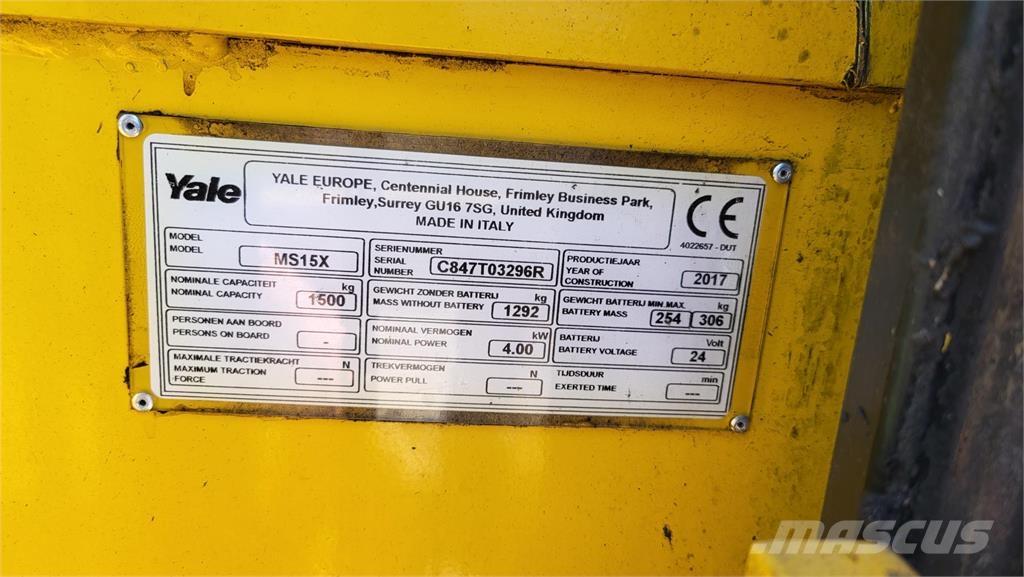 Yale
YALE EUROPE, Centennial House, Frimley Business Park,
Frimley,Surrey GU16 7SG, United Kingdom
MADE IN ITALY
CE
4022657 - DUT
MODEL
MODEL
MS15X
SERIENUMMER
SERIAL
NUMBER
C847T03296R
PRODUCTIEJAAR
YEAR OF
CONSTRUCTION
2017
NOMINALE CAPACITEIT kg
NOMINAL CAPACITY 1500
GEWICHT ZONDER BATTERIJ kg
MASS WITHOUT BATTERY 1292
GEWICHT BATTERIJ MIN.MAX. kg
BATTERY MASS 254 306
PERSONEN AAN BOORD
PERSONS ON BOARD -
NOMINAAL VERMOGEN kW
NOMINAL POWER 4.00
BATTERIJ Volt
BATTERY VOLTAGE 24
MAXIMALE TRACTIEKRACHT N
MAXIMUM TRACTION
FORCE ---
TREKVERMOGEN N
POWER PULL ---
TIJDSDUUR min
EXERTED TIME ---
MASCUS